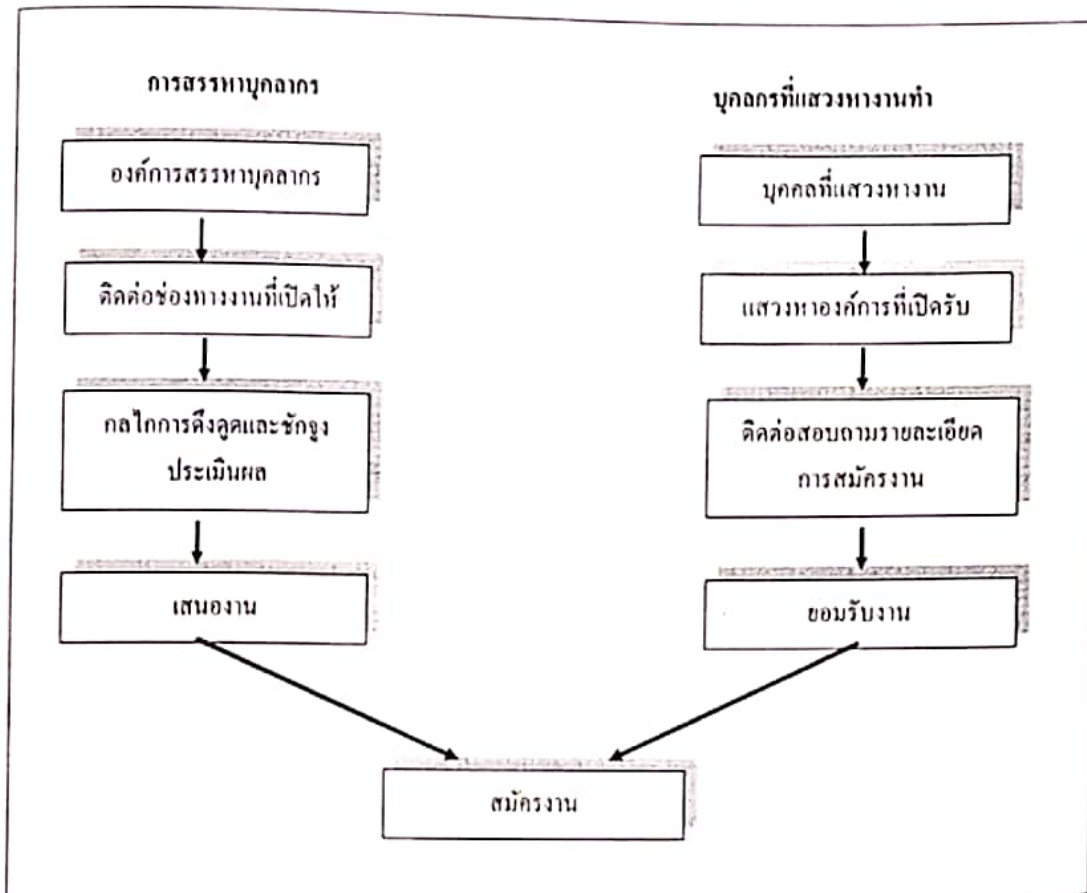 การสรรหาบุคลากร
องค์การสรรหาบุคลากร
ติดต่อช่องทางงานที่เปิดให้
กลไกการดึงดูดและชักจูง
ประเมินผล
เสนองาน
บุคลกรที่แสวงหางานทำ
บุคคลที่แสวงหางาน
แสวงหาองค์การที่เปิดรับ
ติดต่อสอบถามรายละเอียด
การสมัครงาน
ยอมรับงาน
สมัครงาน